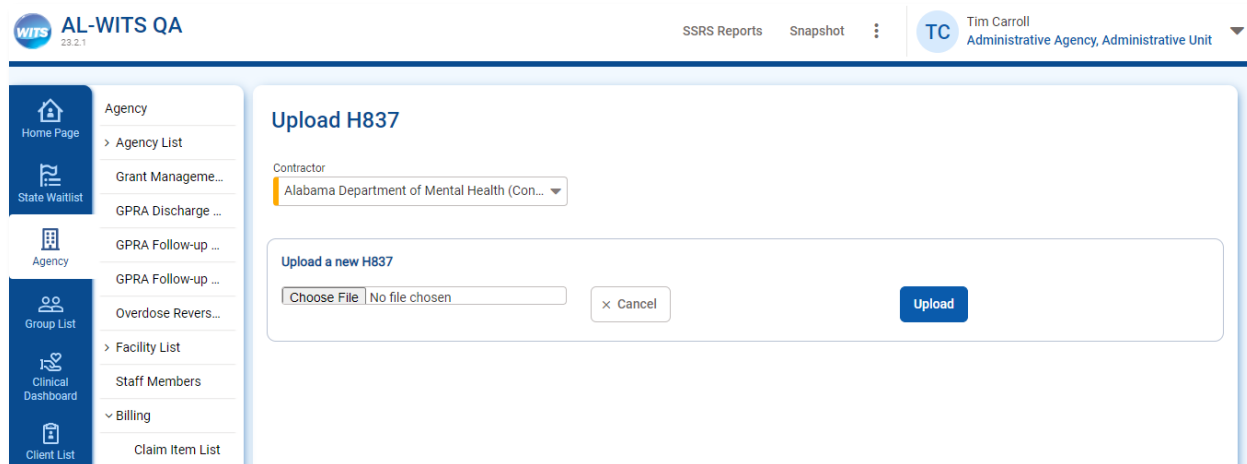 WITS
AL-WITS QA
23.2.1
SSRS Reports
Snapshot
TC
Tim Carroll
Administrative Agency, Administrative Unit
Home Page
State Waitlist
Agency
Group List
Clinical
Dashboard
Client List
Agency
Agency List
Grant Manageme...
GPRA Discharge ...
GPRA Follow-up ...
GPRA Follow-up ...
Overdose Revers...
Facility List
Staff Members
Billing
Claim Item List
Upload H837
Contractor
Alabama Department of Mental Health (Con...
Upload a new H837
Choose File No file chosen
× Cancel
Upload